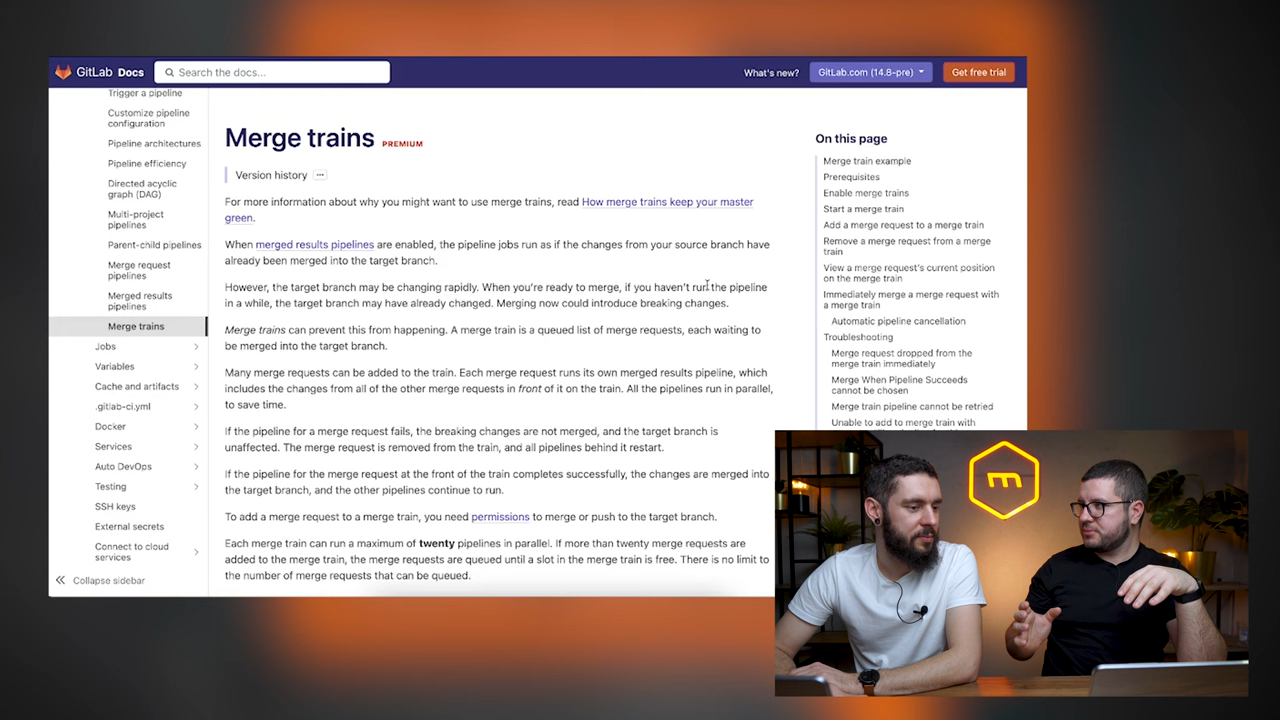 GitLab Docs
Search the docs...
What's new?
GitLab.com (14.8-pre)
Get free trial
Trigger a pipeline
Customize pipeline
configuration
Pipeline architectures
Pipeline efficiency
Directed acyclic
graph (DAG)
Multi-project
pipelines
Parent-child pipelines
Merge request
pipelines
Merged results
pipelines
Merge trains
Jobs
Variables
Cache and artifacts
.gitlab-ci.yml
Docker
Services
Auto DevOps
Testing
SSH keys
External secrets
Connect to cloud
services
Collapse sidebar
Merge trains PREMIUM
Version history ...
For more information about why you might want to use merge trains, read How merge trains keep your master
green.
When merged results pipelines are enabled, the pipeline jobs run as if the changes from your source branch have
already been merged into the target branch.
However, the target branch may be changing rapidly. When you're ready to merge, if you haven't run the pipeline
in a while, the target branch may have already changed. Merging now could introduce breaking changes.
Merge trains can prevent this from happening. A merge train is a queued list of merge requests, each waiting to
be merged into the target branch.
Many merge requests can be added to the train. Each merge request runs its own merged results pipeline, which
includes the changes from all of the other merge requests in front of it on the train. All the pipelines run in parallel,
to save time.
If the pipeline for a merge request fails, the breaking changes are not merged, and the target branch is
unaffected. The merge request is removed from the train, and all pipelines behind it restart.
If the pipeline for the merge request at the front of the train completes successfully, the changes are merged into
the target branch, and the other pipelines continue to run.
To add a merge request to a merge train, you need permissions to merge or push to the target branch.
Each merge train can run a maximum of twenty pipelines in parallel. If more than twenty merge requests are
added to the merge train, the merge requests are queued until a slot in the merge train is free. There is no limit to
the number of merge requests that can be queued.
On this page
Merge train example
Prerequisites
Enable merge trains
Start a merge train
Add a merge request to a merge train
Remove a merge request from a merge
train
View a merge request's current position
on the merge train
Immediately merge a merge request with
a merge train
Automatic pipeline cancellation
Troubleshooting
Merge request dropped from the
merge train immediately
Merge When Pipeline Succeeds
cannot be chosen
Merge train pipeline cannot be retried
Unable to add to merge train with
m